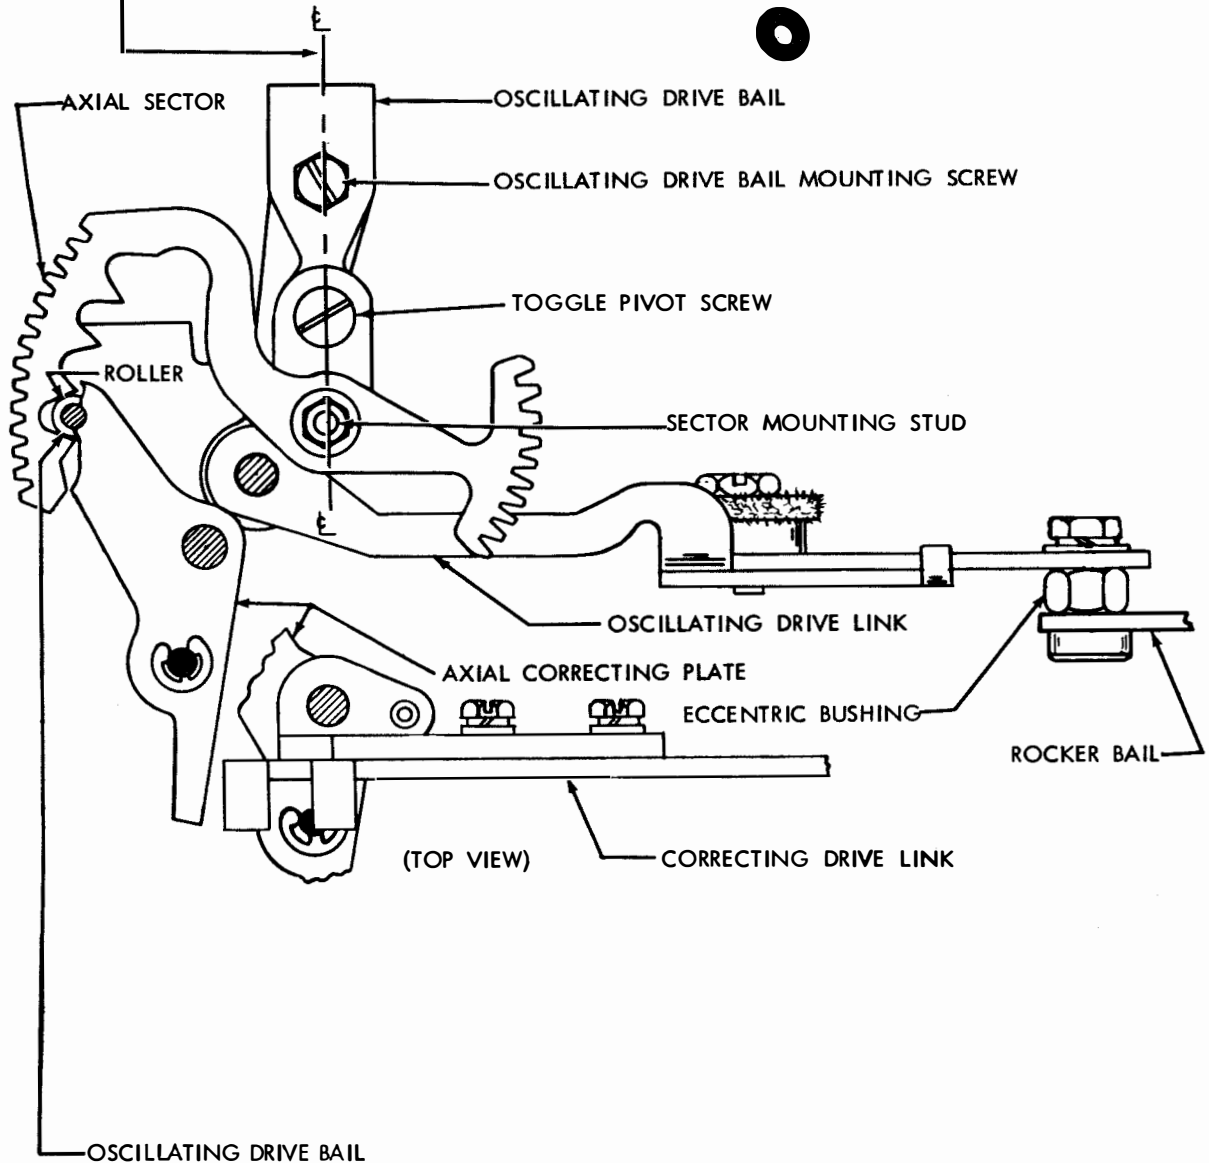 ℄
AXIAL SECTOR
OSCILLATING DRIVE BAIL
OSCILLATING DRIVE BAIL MOUNTING SCREW
TOGGLE PIVOT SCREW
ROLLER
SECTOR MOUNTING STUD
℄
OSCILLATING DRIVE LINK
AXIAL CORRECTING PLATE
ECCENTRIC BUSHING
ROCKER BAIL
(TOP VIEW)
CORRECTING DRIVE LINK
OSCILLATING DRIVE BAIL